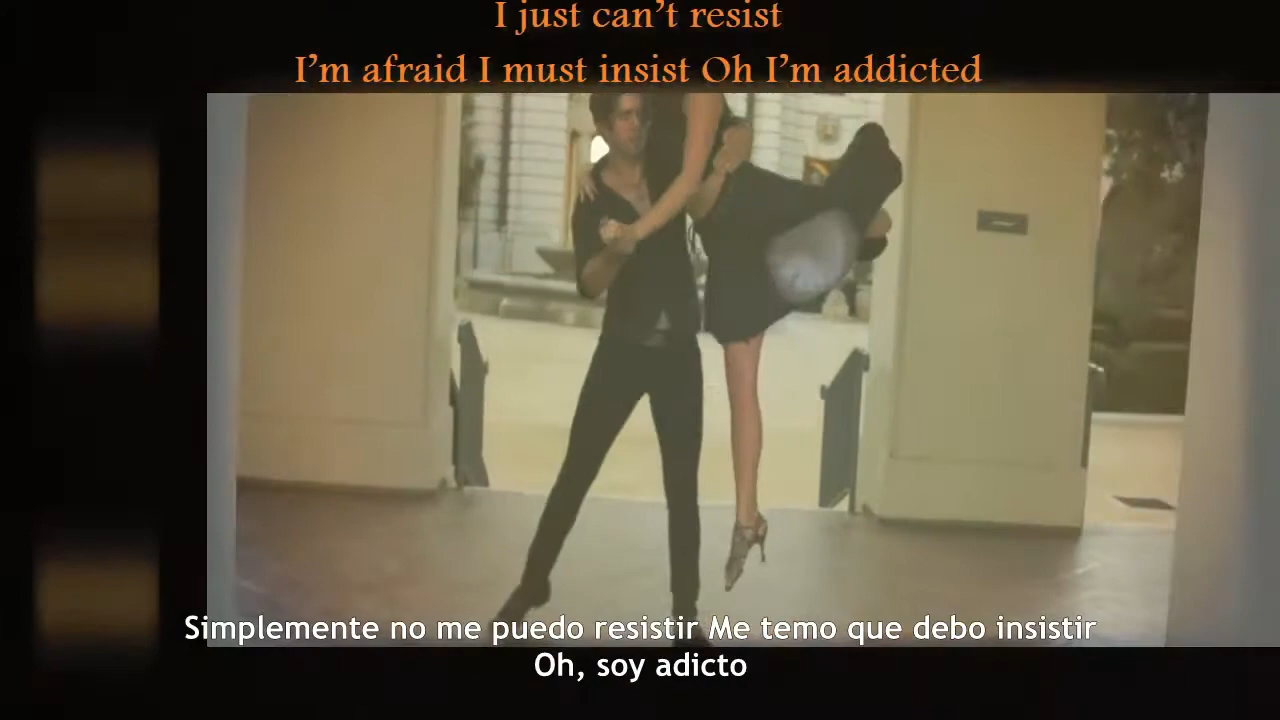 I just can't resist
I'm afraid I must insist Oh I'm addicted
Simplemente no me puedo resistir Me temo que debo insistir
Oh, soy adicto